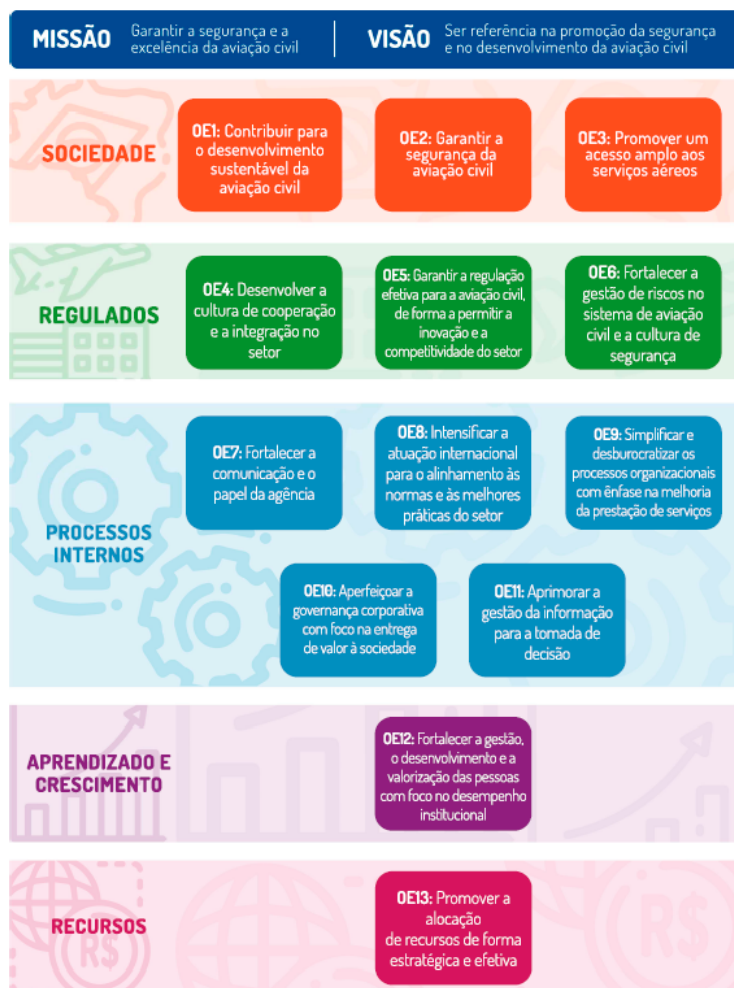 MISSÃO
Garantir a segurança e a
excelência da aviação civil
VISÃO
Ser referência na promoção da segurança
e no desenvolvimento da aviação civil
SOCIEDADE
OE1: Contribuir para
o desenvolvimento
sustentável da
aviação civil
OE2: Garantir a
segurança da
aviação civil
OE3: Promover um
acesso amplo aos
serviços aéreos
REGULADOS
OE4: Desenvolver a
cultura de cooperação
e a integração no
setor
OE5: Garantir a regulação
efetiva para a aviação civil,
de forma a permitir a
inovação e a
competitividade do setor
OE6: Fortalecer a
gestão de riscos no
sistema de aviação
civil e a cultura de
segurança
PROCESSOS
INTERNOS
OE7: Fortalecer a
comunicação e o
papel da agência
OE8: Intensificar a
atuação internacional
para o alinhamento às
normas e às melhores
práticas do setor
OE9: Simplificar e
desburocratizar os
processos organizacionais
com ênfase na melhoria
da prestação de serviços
OE10: Aperfeiçoar a
governança corporativa
com foco na entrega
de valor à sociedade
OE11: Aprimorar a
gestão da informação
para a tomada de
decisão
APRENDIZADO E
CRESCIMENTO
OE12: Fortalecer a gestão,
o desenvolvimento e a
valorização das pessoas
com foco no desempenho
institucional
RECURSOS
R$
OE13: Promover a
alocação
de recursos de forma
estratégica e efetiva
R$